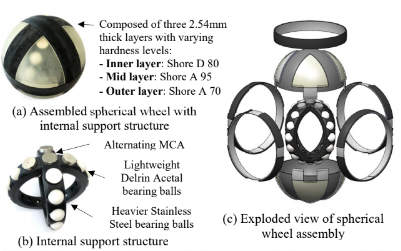 Composed of three 2.54mm
thick layers with varying
hardness levels:
- Inner layer: Shore D 80
- Mid layer: Shore A 95
- Outer layer: Shore A 70
(a) Assembled spherical wheel with
internal support structure
Alternating MCA
Lightweight
Delrin Acetal
bearing balls
Heavier Stainless
Steel bearing balls
(b) Internal support structure
(c) Exploded view of spherical
wheel assembly